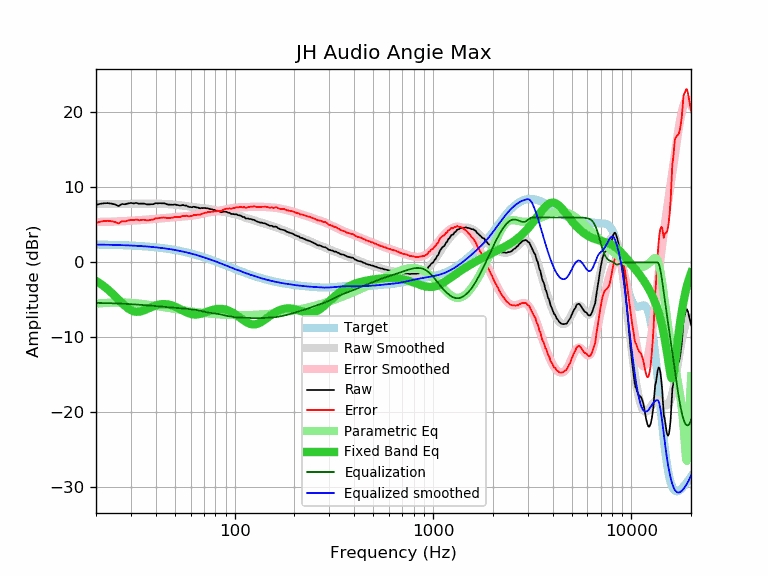 JH Audio Angie Max
Amplitude (dBr)
20
10
0
−10
−20
−30
Target
Raw Smoothed
Error Smoothed
Raw
Error
Parametric Eq
Fixed Band Eq
Equalization
Equalized smoothed
100
1000
10000
Frequency (Hz)